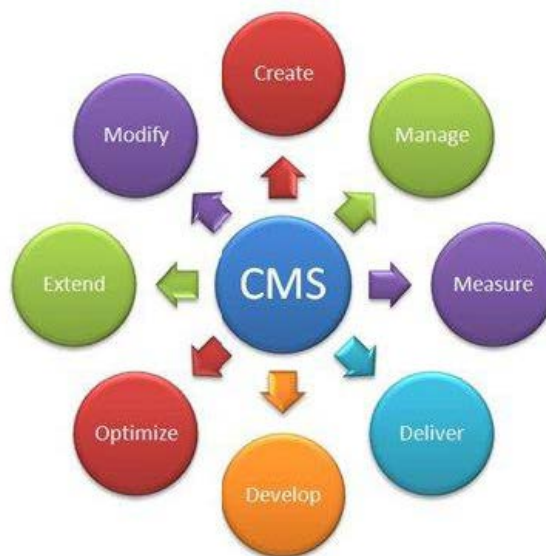 Create
Manage
Measure
Deliver
Develop
Optimize
Extend
Modify
CMS